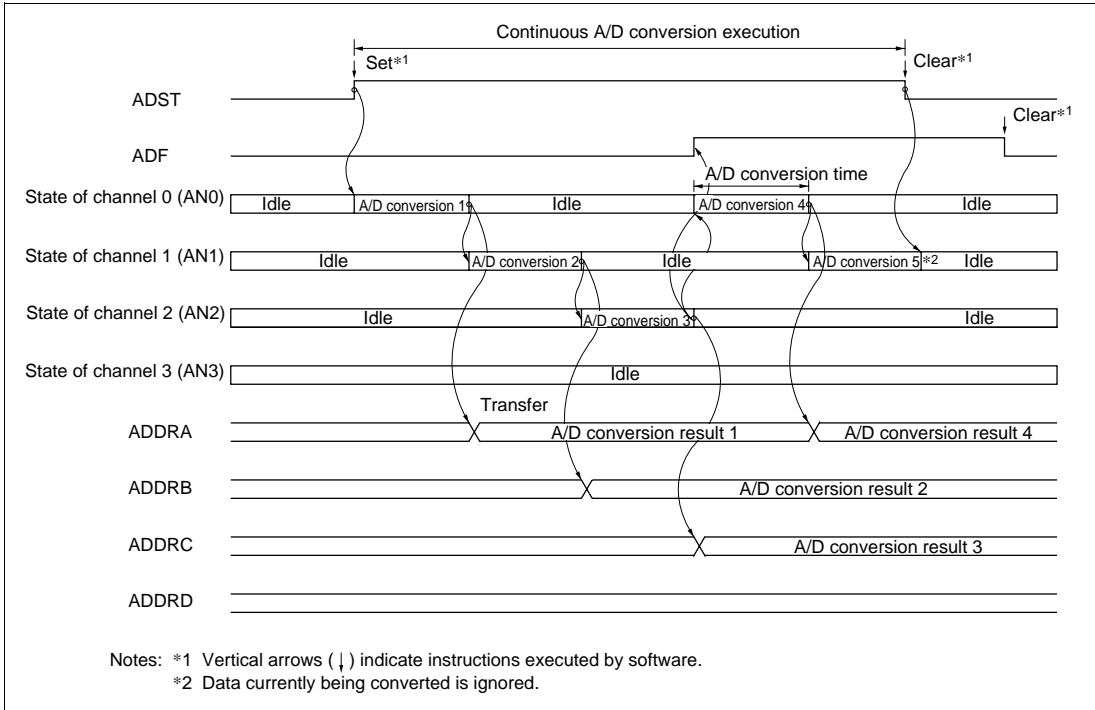 Continuous A/D conversion execution
Set*1
Clear*1
ADST
Clear*1
ADF
A/D conversion time
State of channel 0 (AN0)
Idle
A/D conversion 1
Idle
A/D conversion 4
Idle
State of channel 1 (AN1)
Idle
A/D conversion 2
Idle
A/D conversion 5
*2
Idle
State of channel 2 (AN2)
Idle
A/D conversion 3
Idle
State of channel 3 (AN3)
Idle
Transfer
ADDRA
A/D conversion result 1
A/D conversion result 4
ADDRB
A/D conversion result 2
ADDRC
A/D conversion result 3
ADDRD
Notes: *1 Vertical arrows (↓) indicate instructions executed by software.
*2 Data currently being converted is ignored.